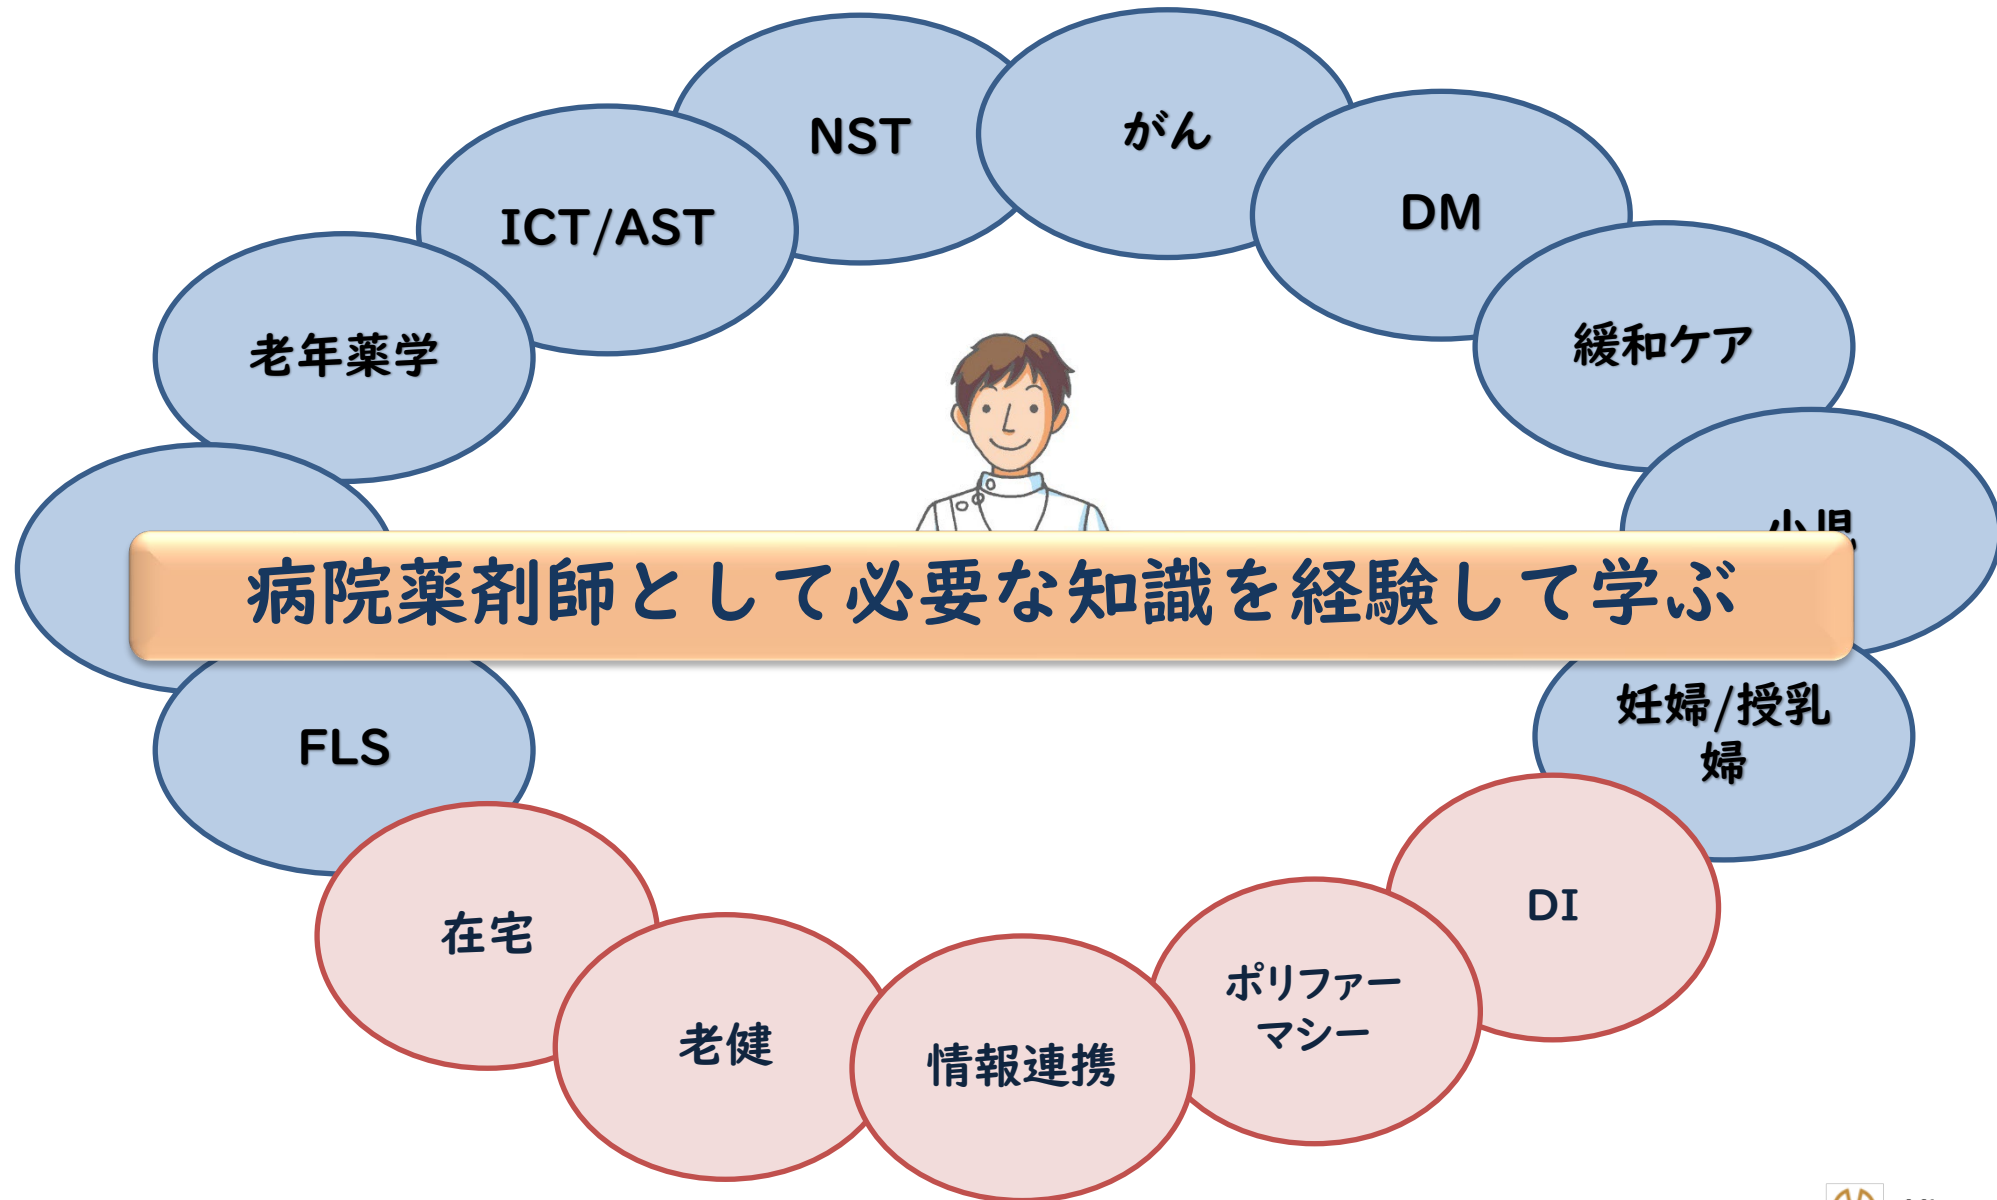 NST
がん
ICT/AST
DM
老年薬学
緩和ケア
小児
病院薬剤師として必要な知識を経験して学ぶ
FLS
妊婦/授乳
婦
在宅
DI
老健
情報連携
ポリファー
マシー